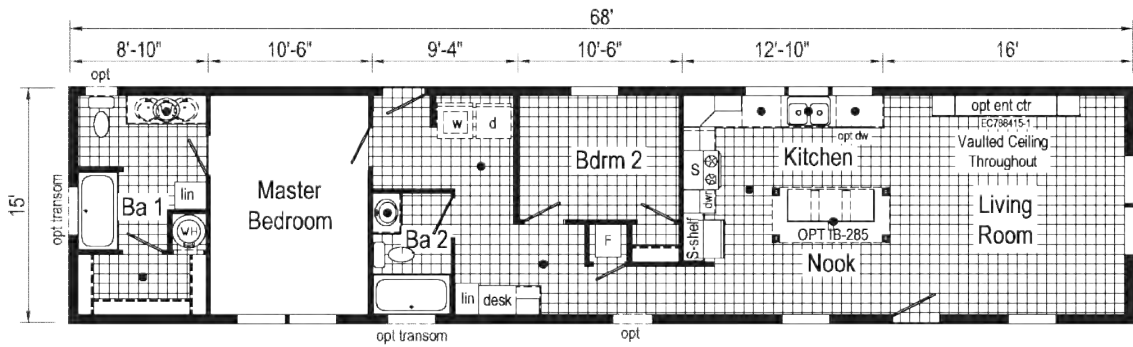 68'
8'-10"
10'-6"
9'-4"
10'-6"
12'-10"
16'
opt
15'
opt transom
Ba 1
lin
WH
Master
Bedroom
w
d
Ba 2
lin
desk
opt transom
Bdrm 2
F
opt
S
dwr
S-shelf
opt dw
Kitchen
OPT IB-285
Nook
opt ent ctr
EC788415-1
Vaulted Ceiling
Throughout
Living
Room